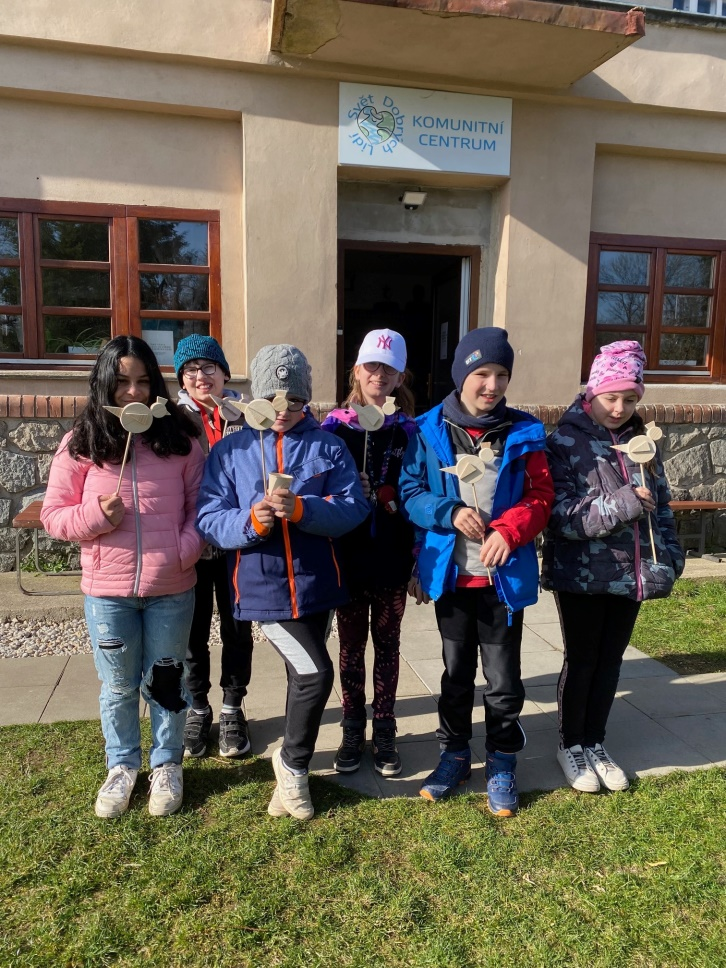 Svět Dobrých Lidí
KOMUNITNÍ
CENTRUM
NY